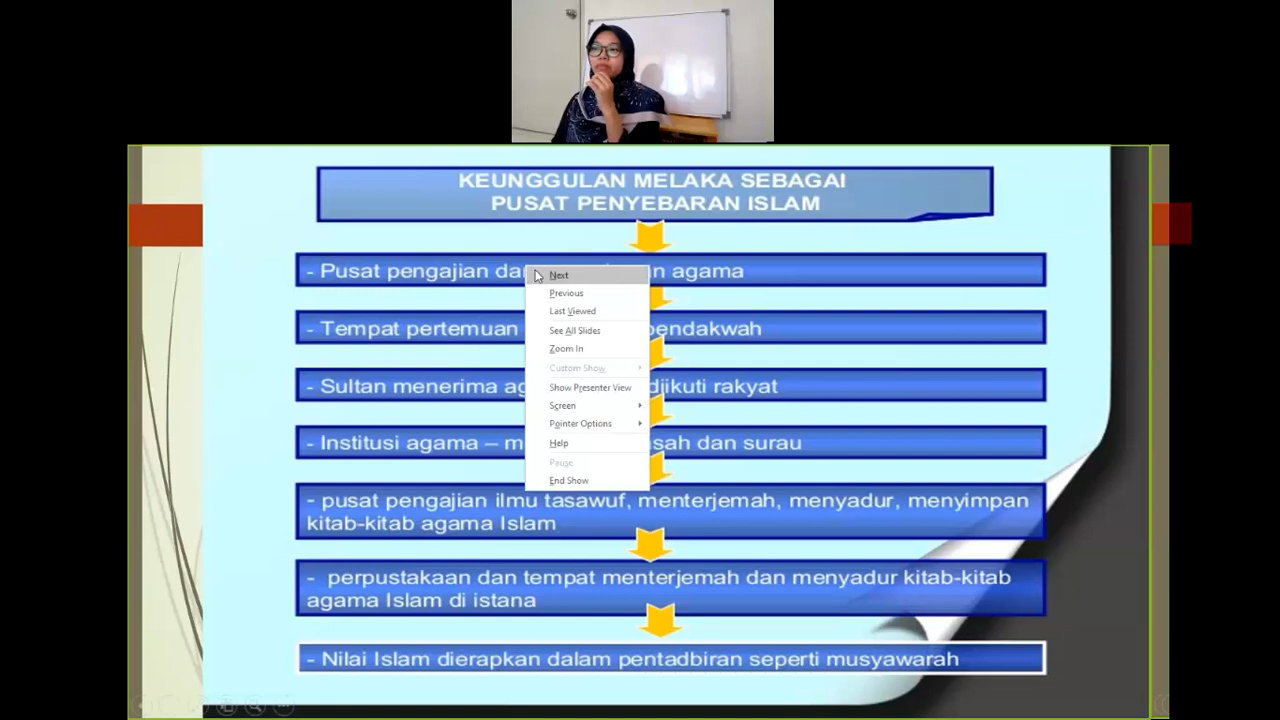 KEUNGGULAN MELAKA SEBAGAI
PUSAT PENYEBARAN ISLAM
- Pusat pengajian agama
- Tempat pertemuan pendakwah
- Sultan menerima diikuti rakyat
- Institusi agama – dan surau
- pusat pengajian ilmu tasawuf, menterjemah, menyadur, menyimpan
kitab-kitab agama Islam
- perpustakaan dan tempat menterjemah dan menyadur kitab-kitab
agama Islam di istana
- Nilai Islam dierapkan dalam pentadbiran seperti musyawarah
Next
Previous
Last Viewed
See All Slides
Zoom In
Custom Show
Show Presenter View
Screen
Pointer Options
Help
Pause
End Show